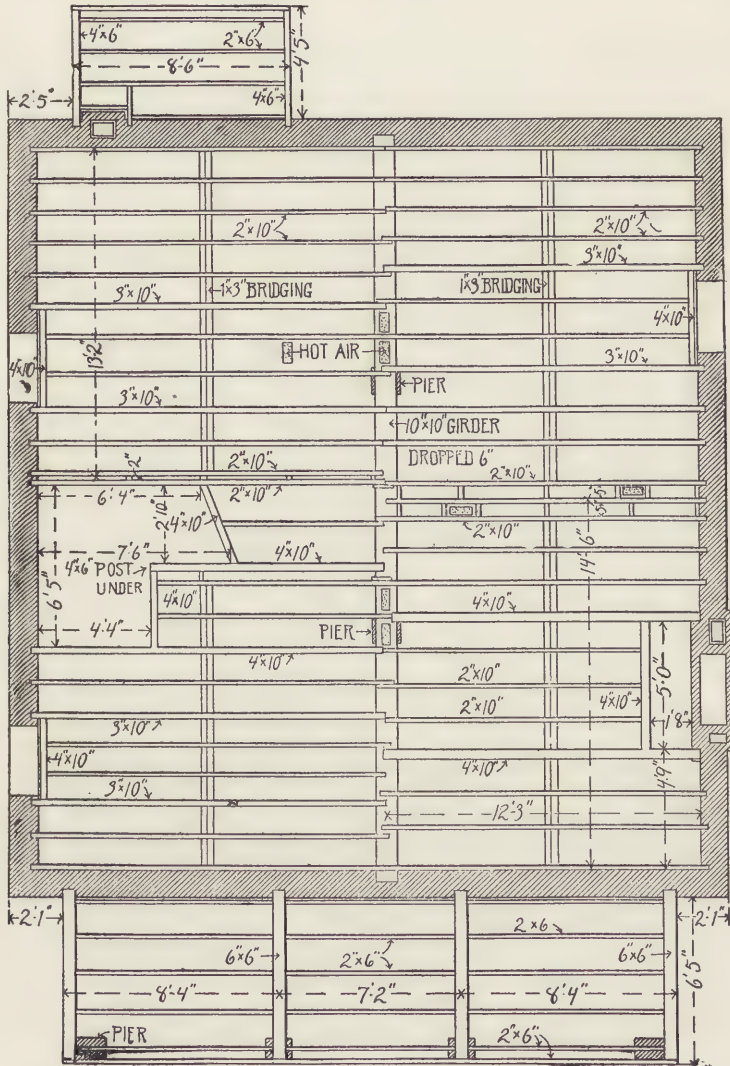 4"x6"
2"x6"
8'-6"
4'5"
4x6"
2'-5"
2"x10"
2"x10"
3"x10"
3"x10"
1"x3" BRIDGING
1"x3" BRIDGING
4"x10"
13'2"
HOT AIR
3"x10"
4"x10"
PIER
3"x10"
10"x10" GIRDER
DROPPED 6"
2"x10"
2"x10"
6'-4"
2"x10"
2'10"
4"x10"
2"x10"
5'-5"
7'6"
4"x10"
14'-6"
4"x6" POST
UNDER
6'5"
4"x10"
4"x10"
4'4"
PIER
4"x10"
2"x10"
5'-0"
2"x10"
4"x10"
1'8"
3"x10"
4"x10"
4"x10"
4'9"
3"x10"
12'-3"
2'-1"
2'-1"
2x6
6"x6"
2"x6"
6"x6"
6'5"
8'-4"
7'-2"
8'-4"
PIER
2"x6"